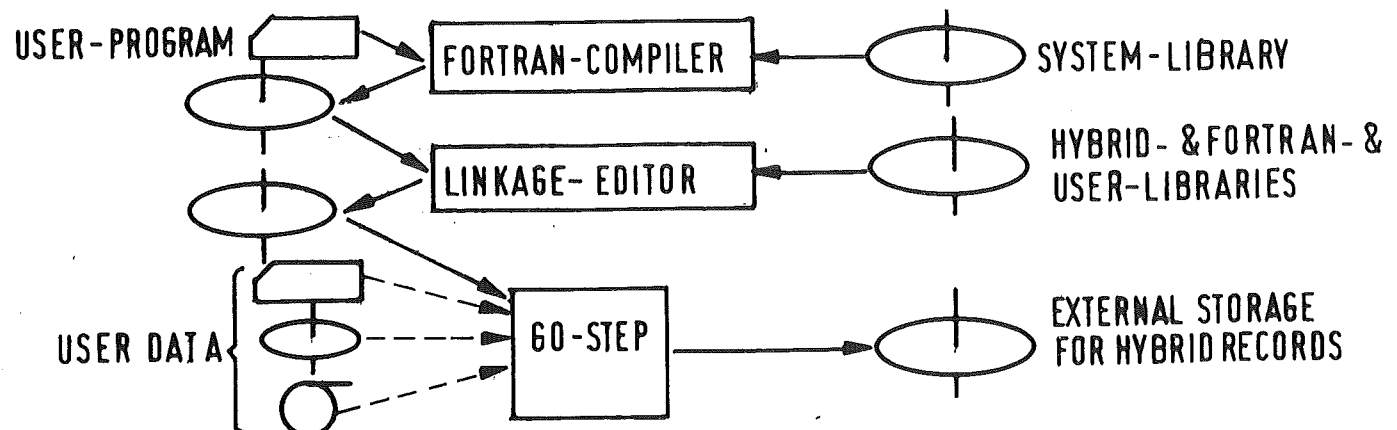 USER-PROGRAM
FORTRAN-COMPILER
SYSTEM-LIBRARY
LINKAGE-EDITOR
HYBRID- & FORTRAN- &
USER-LIBRARIES
USER DATA
GO-STEP
EXTERNAL STORAGE
FOR HYBRID RECORDS